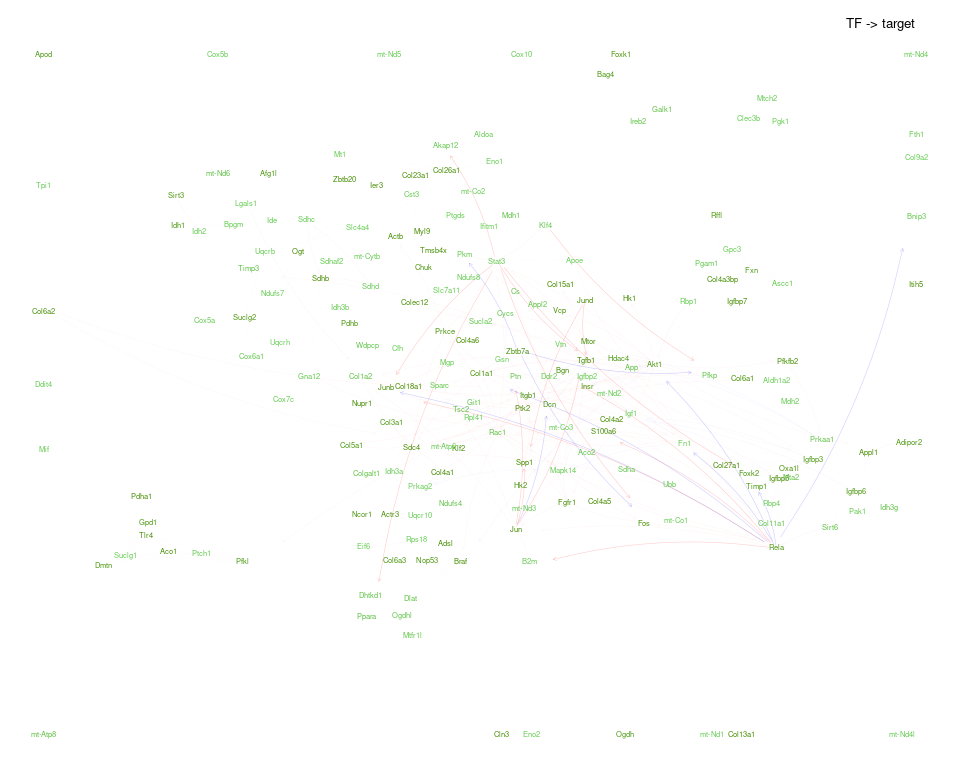 TF -> target
Apod Cox5b mt-Nd5 Cox10 Foxk1 mt-Nd4
Bag4
Mtch2
Galk1
Ireb2 Clec3b Pgk1
Aldoa Fth1
Akap12
Mt1 Eno1 Col9a2
mt-Nd6 Afg1l Zbtb20 Col23a1 Col26a1
Tpi1 Ier3
Sirt3 Cst3 mt-Co2
Lgals1
Idh1 Idh2 Bpgm Ide Sdhc Slc4a4 Ptgds Mdh1 Rffl Bnip3
Ifitm1 Klf4
Actb Myl9
Uqcrb Ogt Sdhaf2 mt-Cytb Tmsb4x Pkm Gpc3
Timp3 Chuk Stat3 Apoe Pgam1 Fxn
Sdhb Sdhd Ndufs8 Col15a1 Col4a3bp Ascc1 Itih5
Ndufs7 Slc7a11 Cs
Idh3b Colec12 Appl2 Jund Hk1 Rbp1 Igfbp7
Col6a2 Cox5a Suclg2 Pdhb Sucla2 Cycs Vcp
Prkce
Uqcrh Wdpcp Clh Col4a6 Vtn Mtor
Cox6a1 Mgp Gsn Zbtb7a Tgfb1 Hdac4 App Akt1 Pfkfb2
Gna12 Col1a2 Col1a1 Ptn Ddr2 Bgn Igfbp2 Pfkp Col6a1 Aldh1a2
Ddit4 Junb Col18a1 Sparc Insr mt-Nd2
Cox7c Nupr1 Tsc2 Git1 Itgb1 Ptk2 Dcn Igf1 Mdh2
Col3a1 Rpl41 Col4a2
Rac1 mt-Co3 S100a6
Mif Col5a1 Sdc4 Klf2 Aco2 Fn1 Prkaa1 Adipor2
Appl1
Colgalt1 Idh3a Col4a1 Spp1 Mapk14 Sdha Col27a1 Foxk2 Oxa1l Igfbp3
Prkag2 Hk2 Ubb Timp1
Pdha1 Ndufs4 mt-Nd3 Fgfr1 Col4a5 Rbp4 Igfbp6
Pak1 Idh3g
Gpd1 Ncor1 Actr3 Uqcr10 Fos mt-Co1 Col11a1 Sirt6
Tlr4 Jun
Suclg1 Aco1 Ptch1 Eif6 Rps18 Adsl Rela
Dmtn Pfkl Col6a3 Nop53 Braf B2m
Dhtkd1 Dlat
Ppara Ogdhl
Mtfr1l
mt-Atp8 Cln3 Eno2 Ogdh mt-Nd1 Col13a1 mt-Nd4l